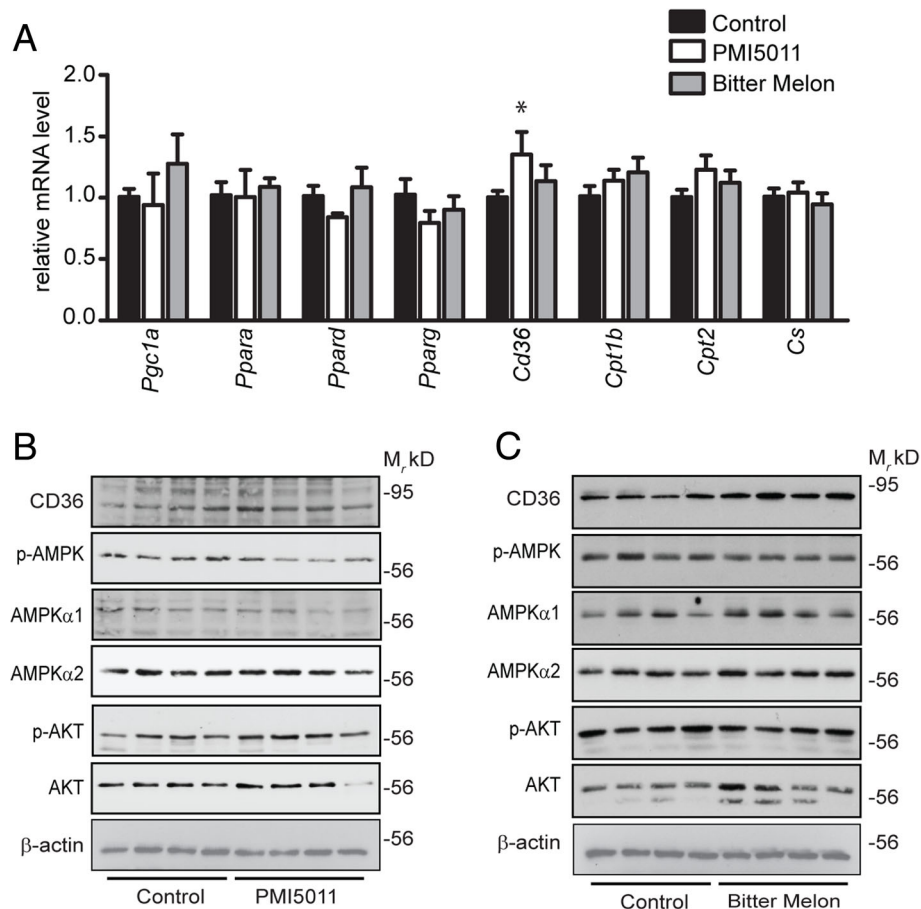 A
Control
PMI5011
Bitter Melon
relative mRNA level
2.0
1.5
1.0
0.5
0.0
*
Pgc1a
Ppara
Ppard
Pparg
Cd36
Cpt1b
Cpt2
Cs
B
Mr kD
CD36
-95
p-AMPK
-56
AMPKα1
-56
AMPKα2
-56
p-AKT
-56
AKT
-56
β-actin
-56
Control
PMI5011
C
Mr kD
CD36
-95
p-AMPK
-56
AMPKα1
-56
AMPKα2
-56
p-AKT
-56
AKT
-56
β-actin
-56
Control
Bitter Melon